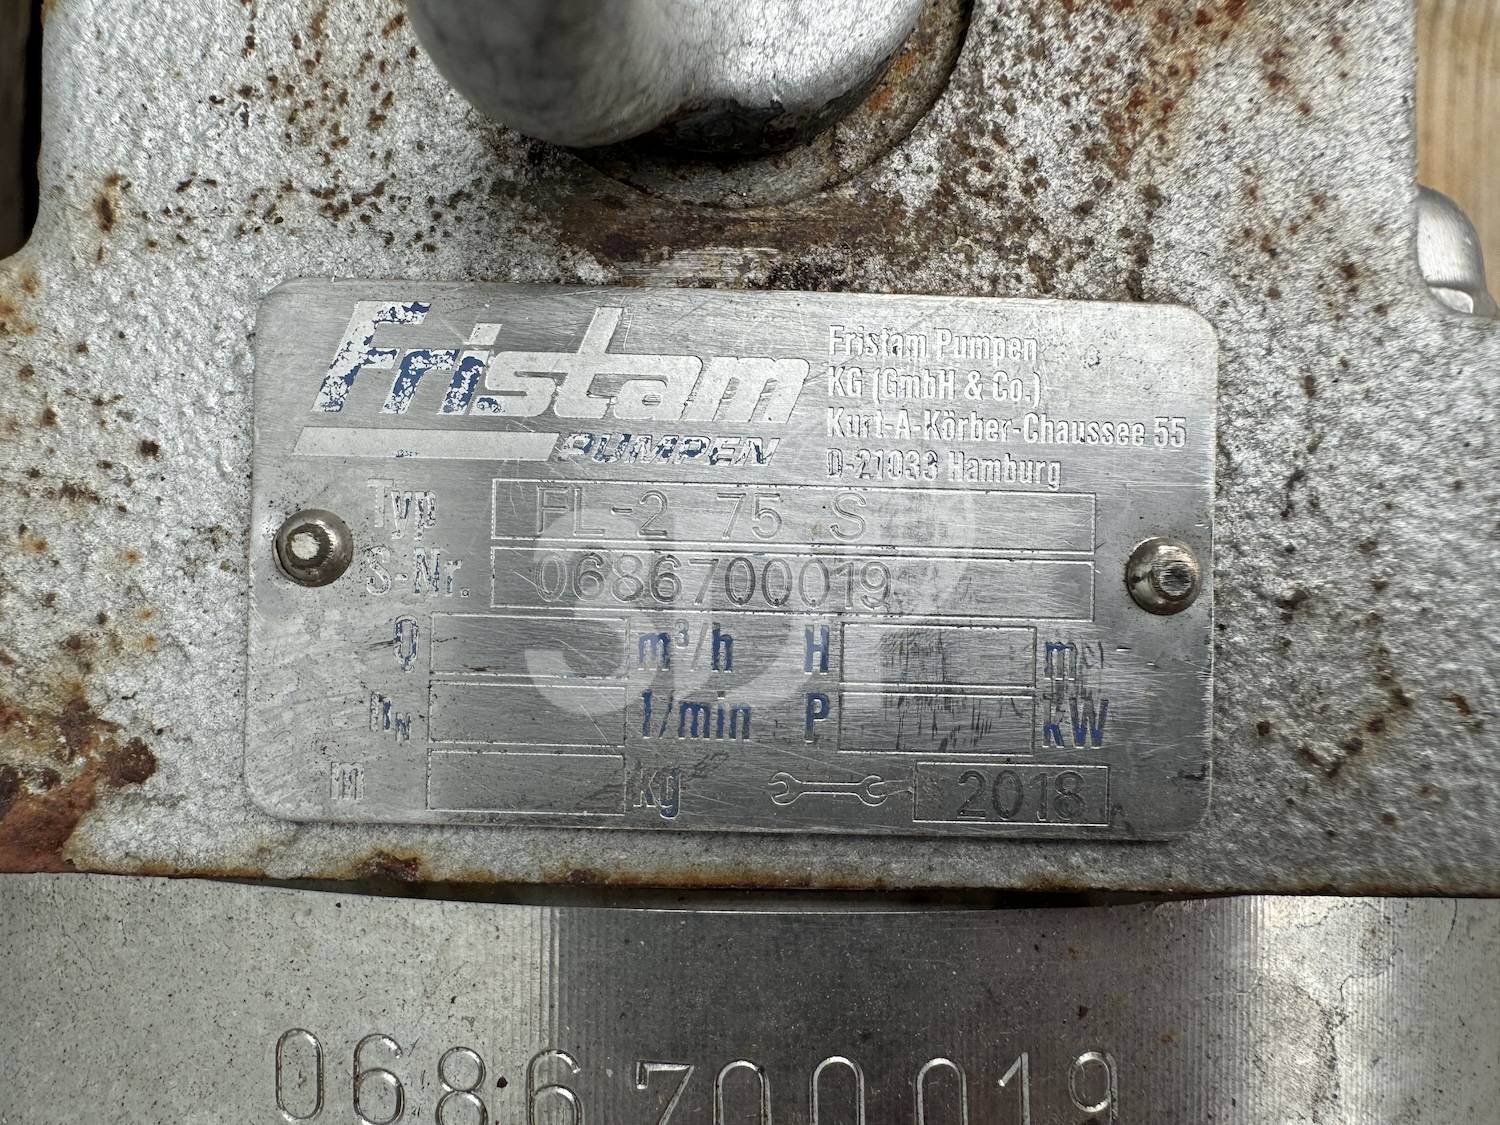 Fristam
PUMPEN
Fristam Pumpen
KG (GmbH & Co.)
Kurt-A-Körber-Chaussee 55
D-21033 Hamburg
Typ FL-2 75 S
S-Nr. 0686700019
Q m³/h H m
nN 1/min P kW
m kg 2018
0686700019